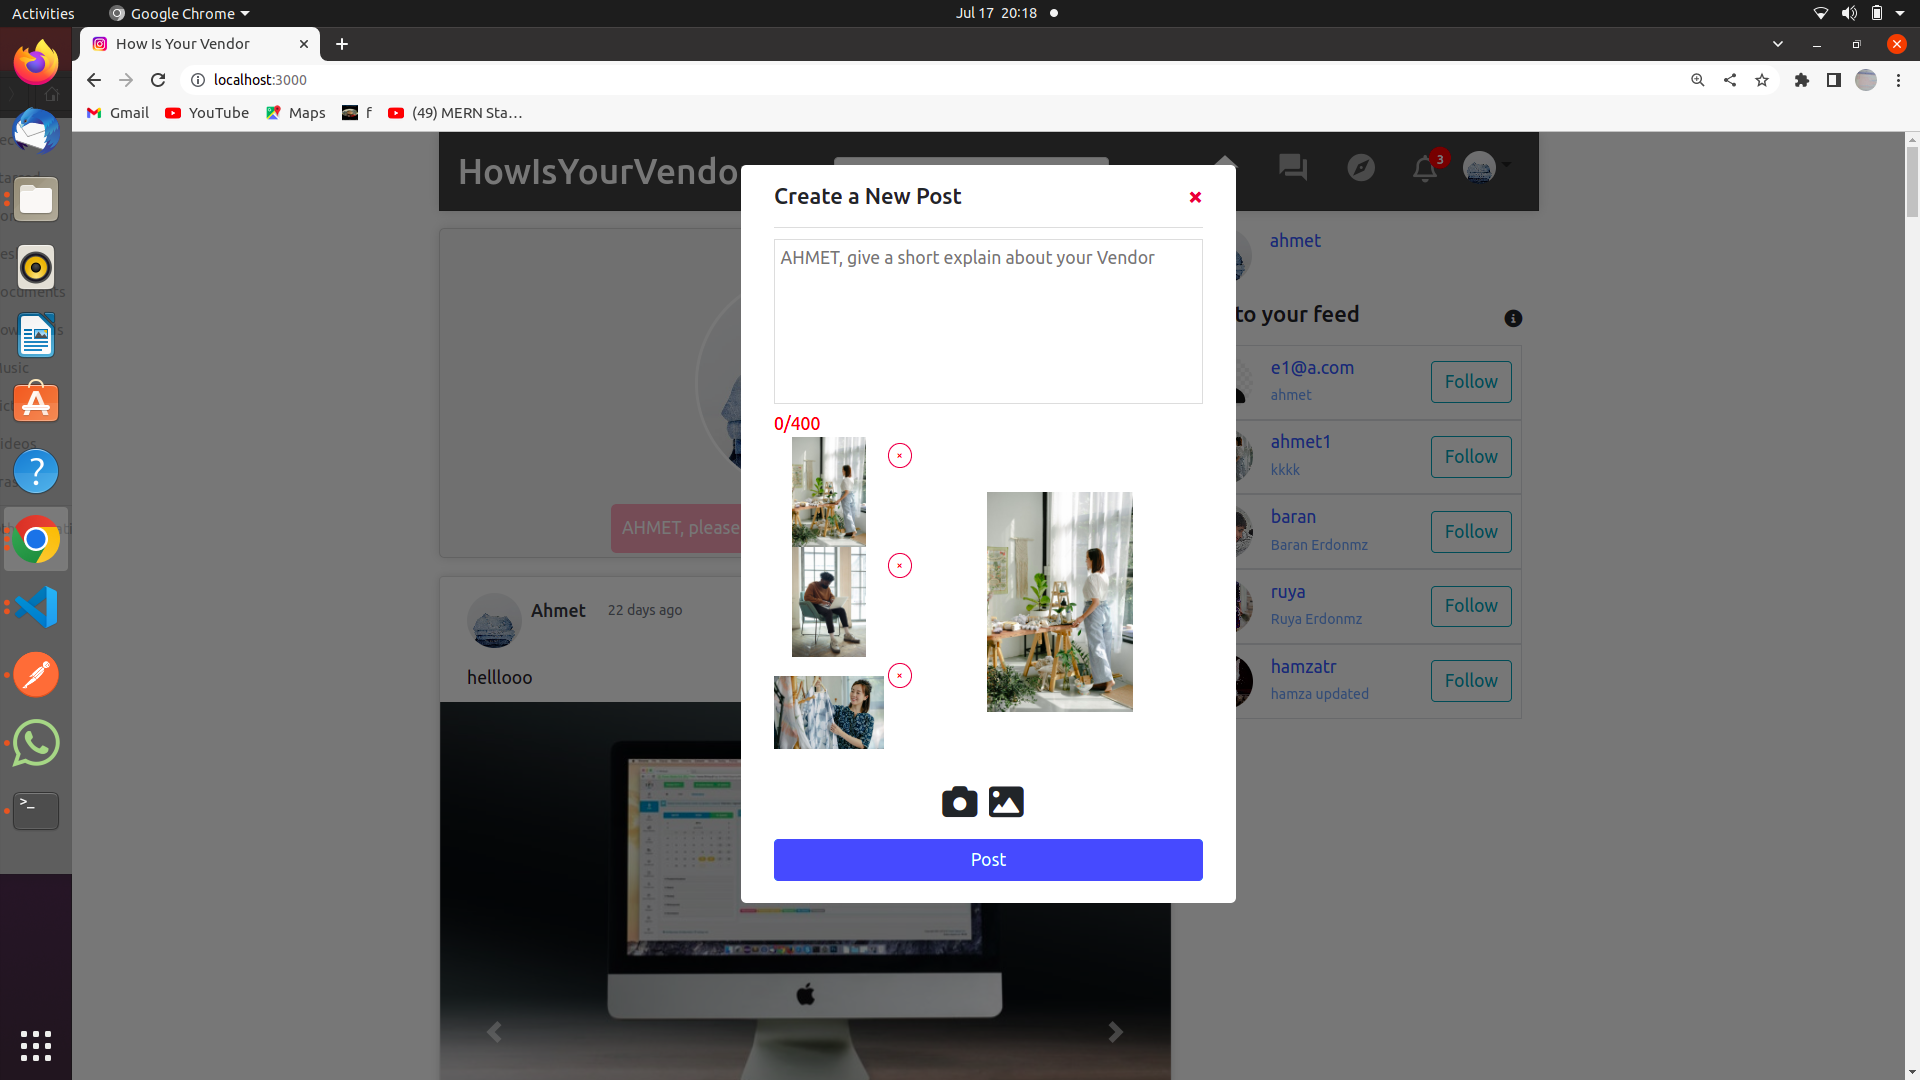 Activities
Google Chrome
Jul 17 20:18
How Is Your Vendor
localhost:3000
Gmail
YouTube
Maps
f
(49) MERN Sta...
HowIsYourVendo
3
Create a New Post
AHMET, give a short explain about your Vendor
0/400
Post
AHMET, please
Ahmet
22 days ago
helllooo
ahmet
to your feed
e1@a.com
ahmet
Follow
ahmet1
kkkk
Follow
baran
Baran Erdonmz
Follow
ruya
Ruya Erdonmz
Follow
hamzatr
hamza updated
Follow